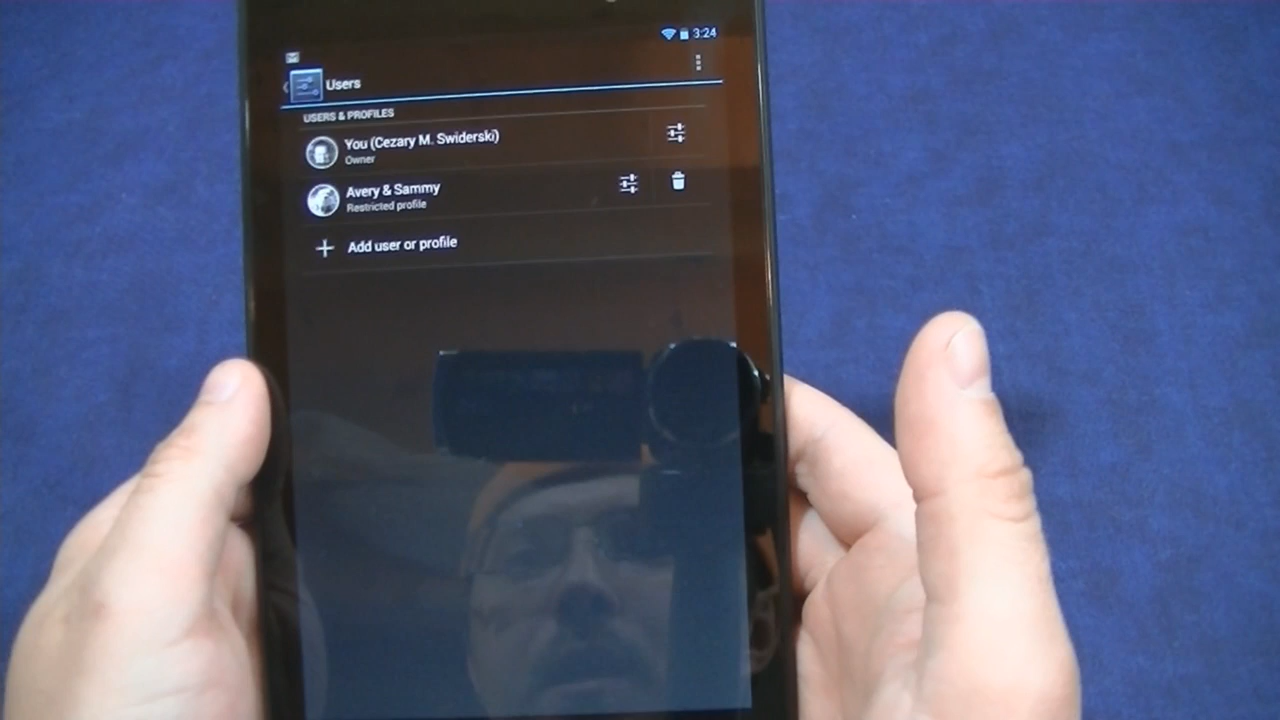 3:24
Users
USERS & PROFILES
You (Cezary M. Swiderski)
Owner
Avery & Sammy
Restricted profile
Add user or profile